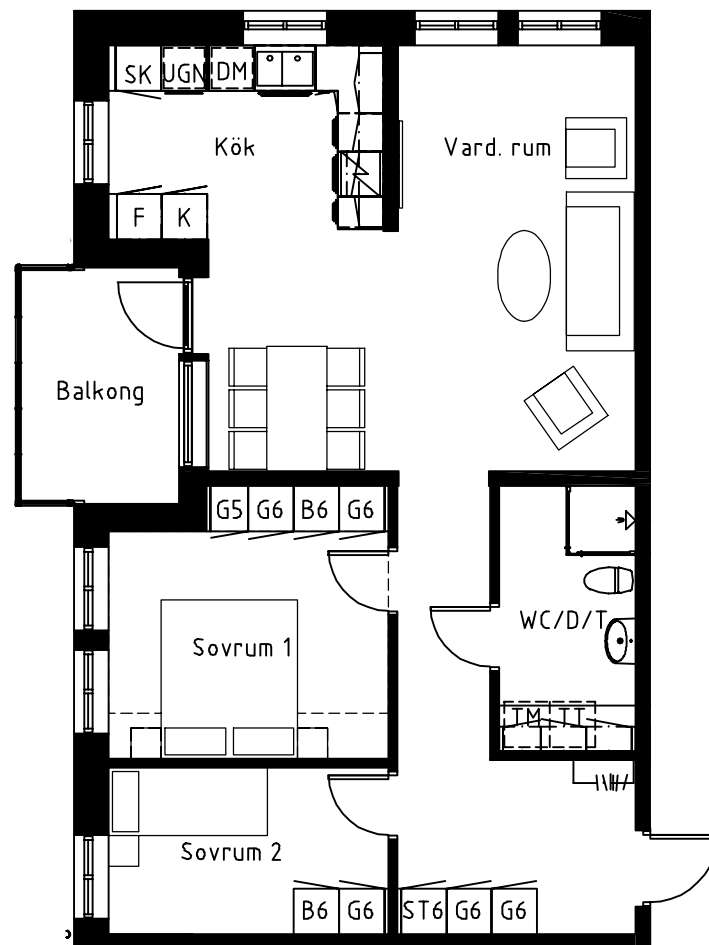 SK UGN DM
Kök
Vard. rum
F K
Balkong
G5 G6 B6 G6
WC/D/T
Sovrum 1
TM TT
Sovrum 2
B6 G6 ST6 G6 G6